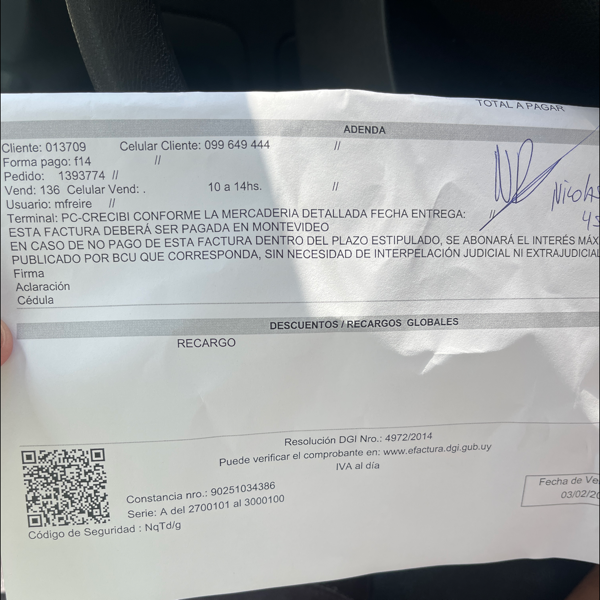 TOTAL A PAGAR
ADENDA
Cliente: 013709 Celular Cliente: 099 649 444 //
Forma pago: f14 //
Pedido: 1393774 //
Vend: 136 Celular Vend: . 10 a 14hs. //
Usuario: mfreire //
Nicolas
Terminal: PC-CRECIBI CONFORME LA MERCADERIA DETALLADA FECHA ENTREGA: //
ESTA FACTURA DEBERÁ SER PAGADA EN MONTEVIDEO
EN CASO DE NO PAGO DE ESTA FACTURA DENTRO DEL PLAZO ESTIPULADO, SE ABONARÁ EL INTERÉS MÁX
PUBLICADO POR BCU QUE CORRESPONDA, SIN NECESIDAD DE INTERPELACIÓN JUDICIAL NI EXTRAJUDICIAL
Firma
Aclaración
Cédula
DESCUENTOS / RECARGOS GLOBALES
RECARGO
Resolución DGI Nro.: 4972/2014
Puede verificar el comprobante en: www.efactura.dgi.gub.uy
IVA al día
Constancia nro.: 90251034386
Serie: A del 2700101 al 3000100
Código de Seguridad : NqTd/g
Fecha de Ve
03/02/20